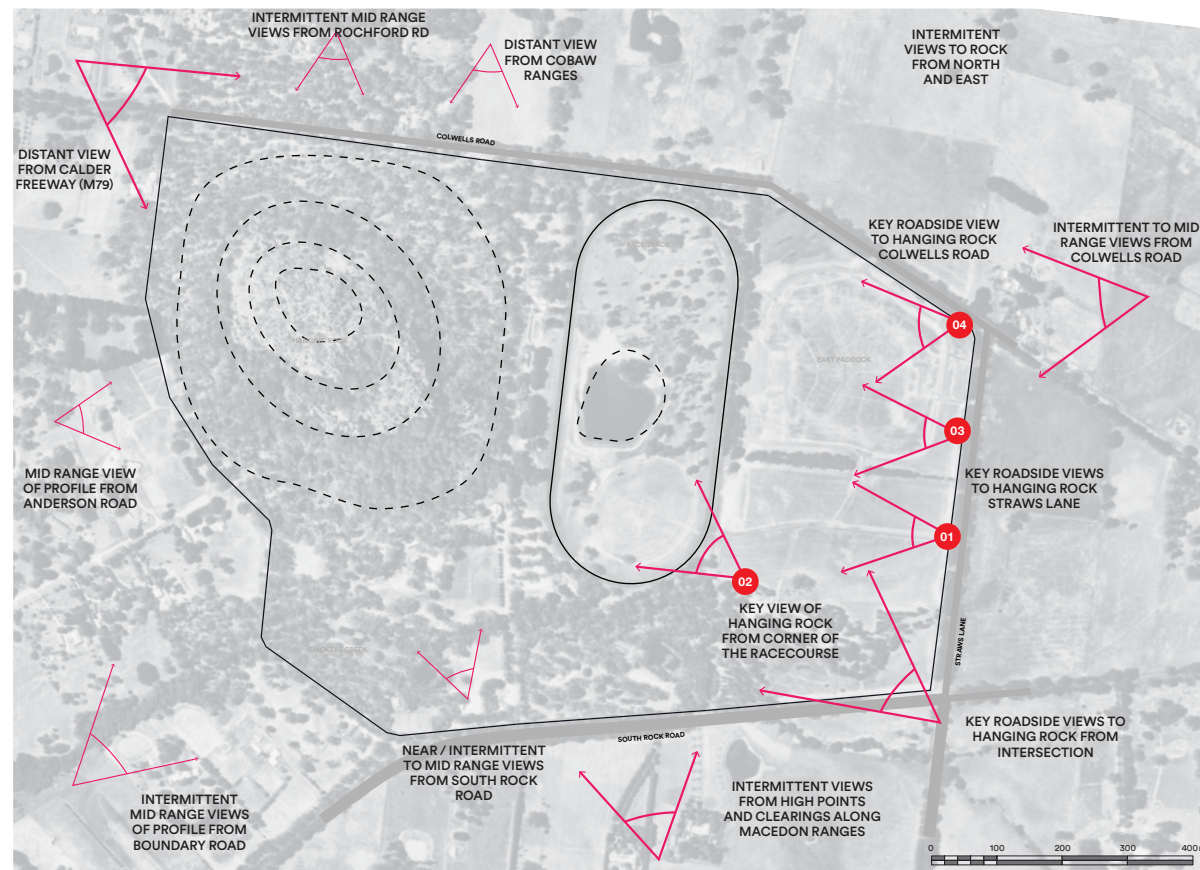 INTERMITTENT MID RANGE
VIEWS FROM ROCHFORD RD
DISTANT VIEW
FROM COBAW
RANGES
INTERMITENT
VIEWS TO ROCK
FROM NORTH
AND EAST
COLWELLS ROAD
DISTANT VIEW
FROM CALDER
FREEWAY (M79)
KEY ROADSIDE VIEW
TO HANGING ROCK
COLWELLS ROAD
INTERMITTENT TO MID
RANGE VIEWS FROM
COLWELLS ROAD
04
EAST PADDOCK
03
MID RANGE VIEW
OF PROFILE FROM
ANDERSON ROAD
KEY ROADSIDE VIEWS
TO HANGING ROCK
STRAWS LANE
01
02
KEY VIEW OF
HANGING ROCK
FROM CORNER OF
THE RACECOURSE
STRAWS LANE
KEY ROADSIDE VIEWS TO
HANGING ROCK FROM
INTERSECTION
SOUTH ROCK ROAD
NEAR / INTERMITTENT
TO MID RANGE VIEWS
FROM SOUTH ROCK
ROAD
INTERMITTENT VIEWS
FROM HIGH POINTS
AND CLEARINGS ALONG
MACEDON RANGES
INTERMITTENT
MID RANGE VIEWS
OF PROFILE FROM
BOUNDARY ROAD
0 100 200 300 400